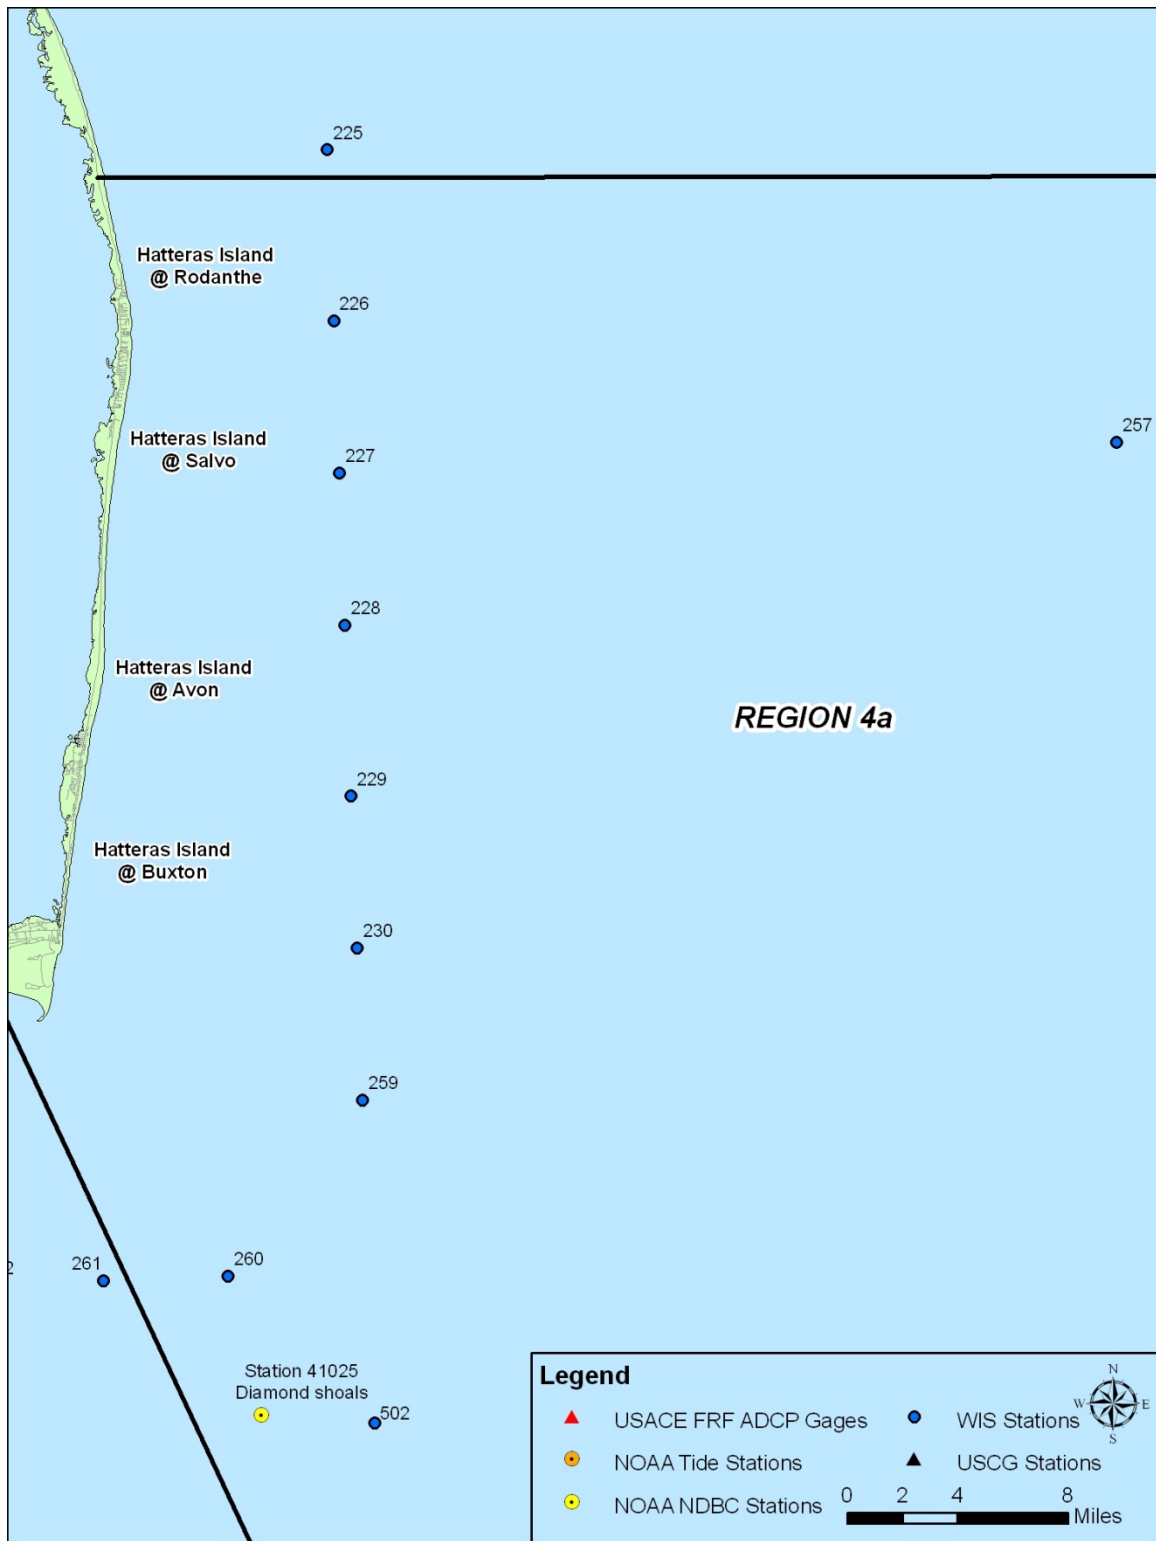 225
Hatteras Island
@ Rodanthe
226
257
Hatteras Island
@ Salvo
227
228
Hatteras Island
@ Avon
REGION 4a
229
Hatteras Island
@ Buxton
230
259
2
261
260
Station 41025
Diamond shoals
502
Legend
N
W E
S
USACE FRF ADCP Gages
WIS Stations
NOAA Tide Stations
USCG Stations
NOAA NDBC Stations
0 2 4 8
Miles